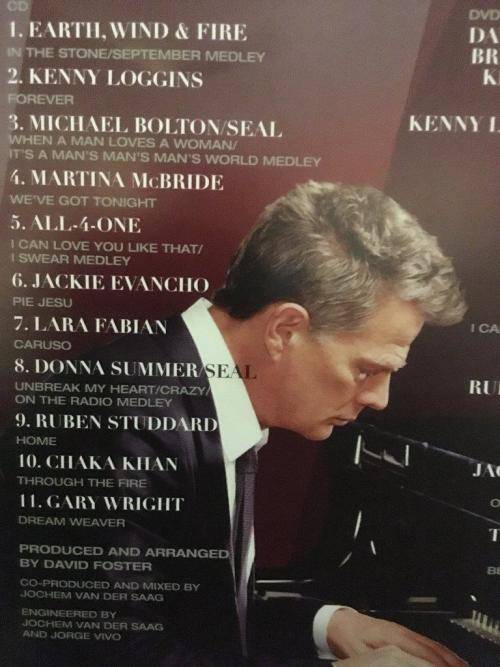 CD
1. EARTH, WIND & FIRE
IN THE STONE/SEPTEMBER MEDLEY
2. KENNY LOGGINS
FOREVER
3. MICHAEL BOLTON/SEAL
WHEN A MAN LOVES A WOMAN/
IT'S A MAN'S MAN'S MAN'S WORLD MEDLEY
4. MARTINA McBRIDE
WE'VE GOT TONIGHT
5. ALL-4-ONE
I CAN LOVE YOU LIKE THAT/
I SWEAR MEDLEY
6. JACKIE EVANCHO
PIE JESU
7. LARA FABIAN
CARUSO
8. DONNA SUMMER/SEAL
UNBREAK MY HEART/CRAZY/
ON THE RADIO MEDLEY
9. RUBEN STUDDARD
HOME
10. CHAKA KHAN
THROUGH THE FIRE
11. GARY WRIGHT
DREAM WEAVER
PRODUCED AND ARRANGED
BY DAVID FOSTER
CO-PRODUCED AND MIXED BY
JOCHEM VAN DER SAAG
ENGINEERED BY
JOCHEM VAN DER SAAG
AND JORGE VIVO
DVD
KENNY
I CA
RU